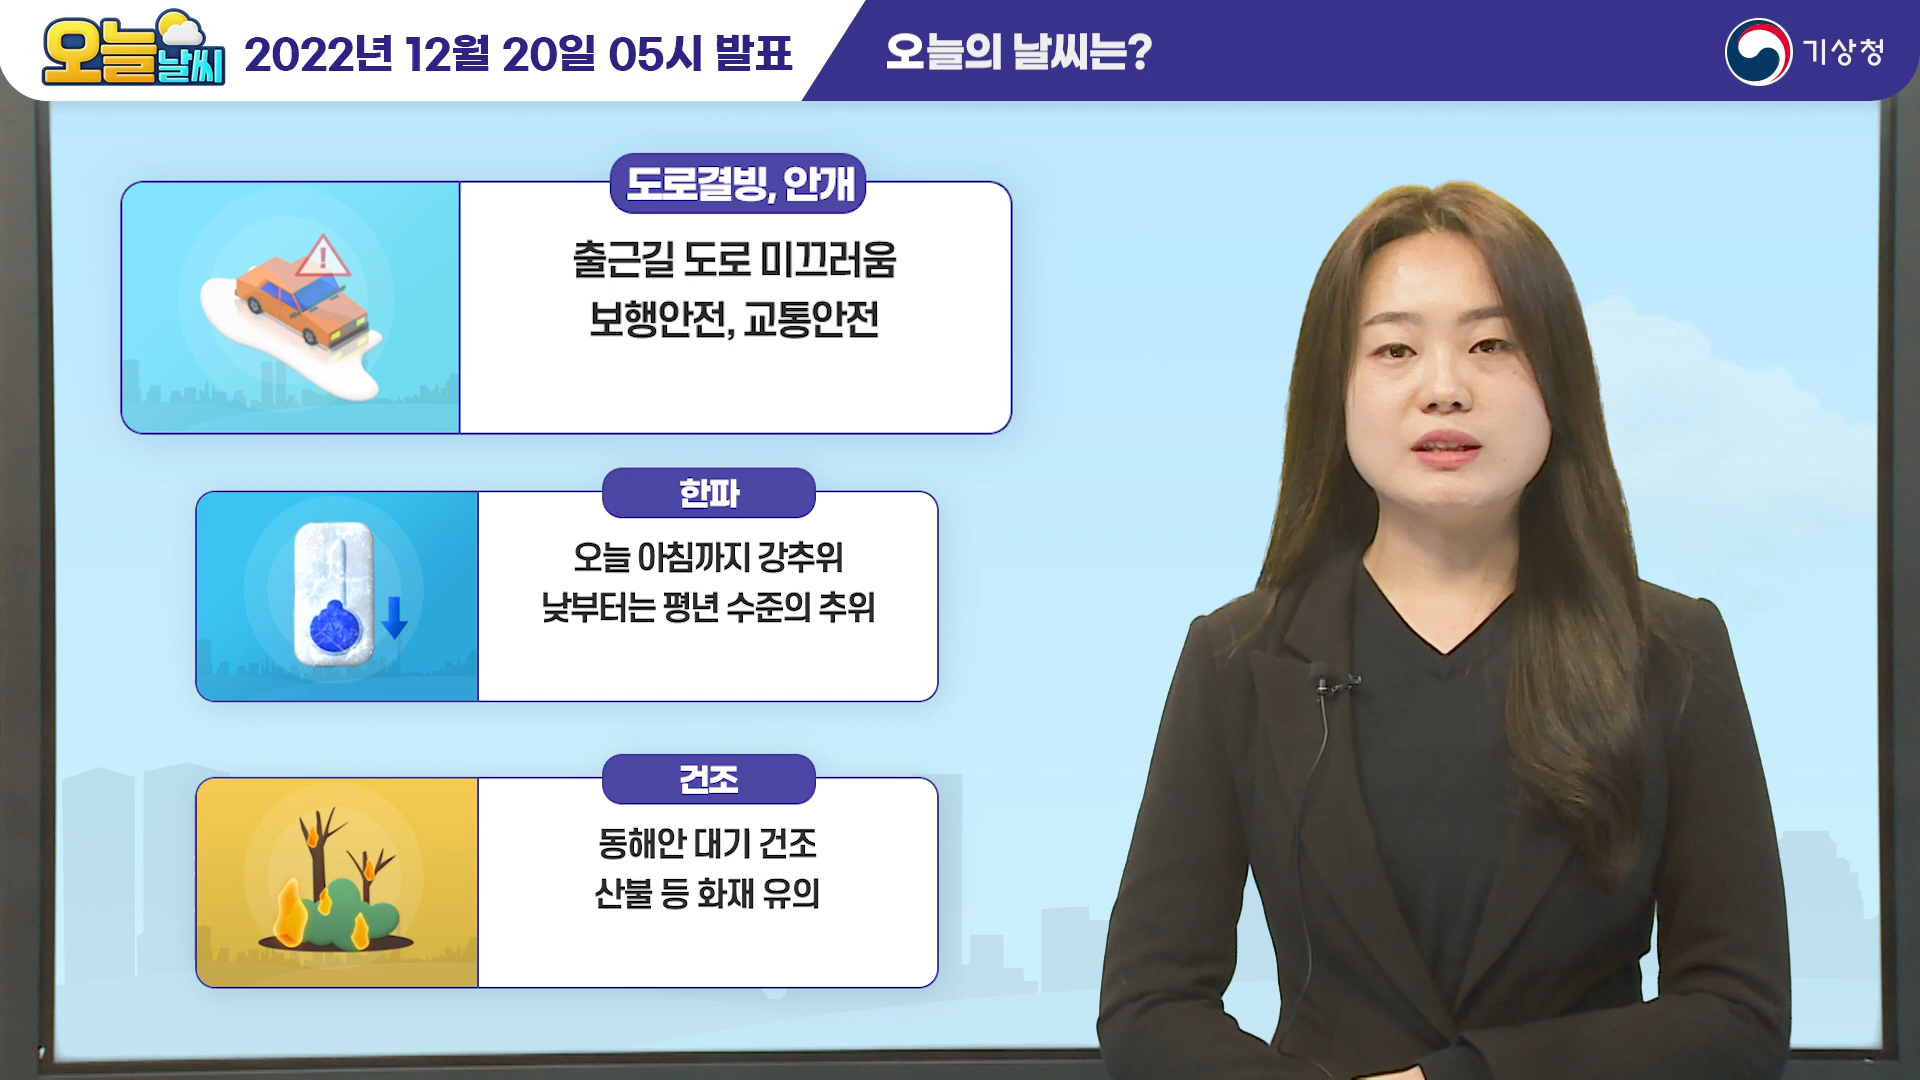 오늘
날씨
2022년 12월 20일 05시 발표
오늘의 날씨는?
기상청
도로결빙, 안개
출근길 도로 미끄러움
보행안전, 교통안전
한파
오늘 아침까지 강추위
낮부터는 평년 수준의 추위
건조
동해안 대기 건조
산불 등 화재 유의